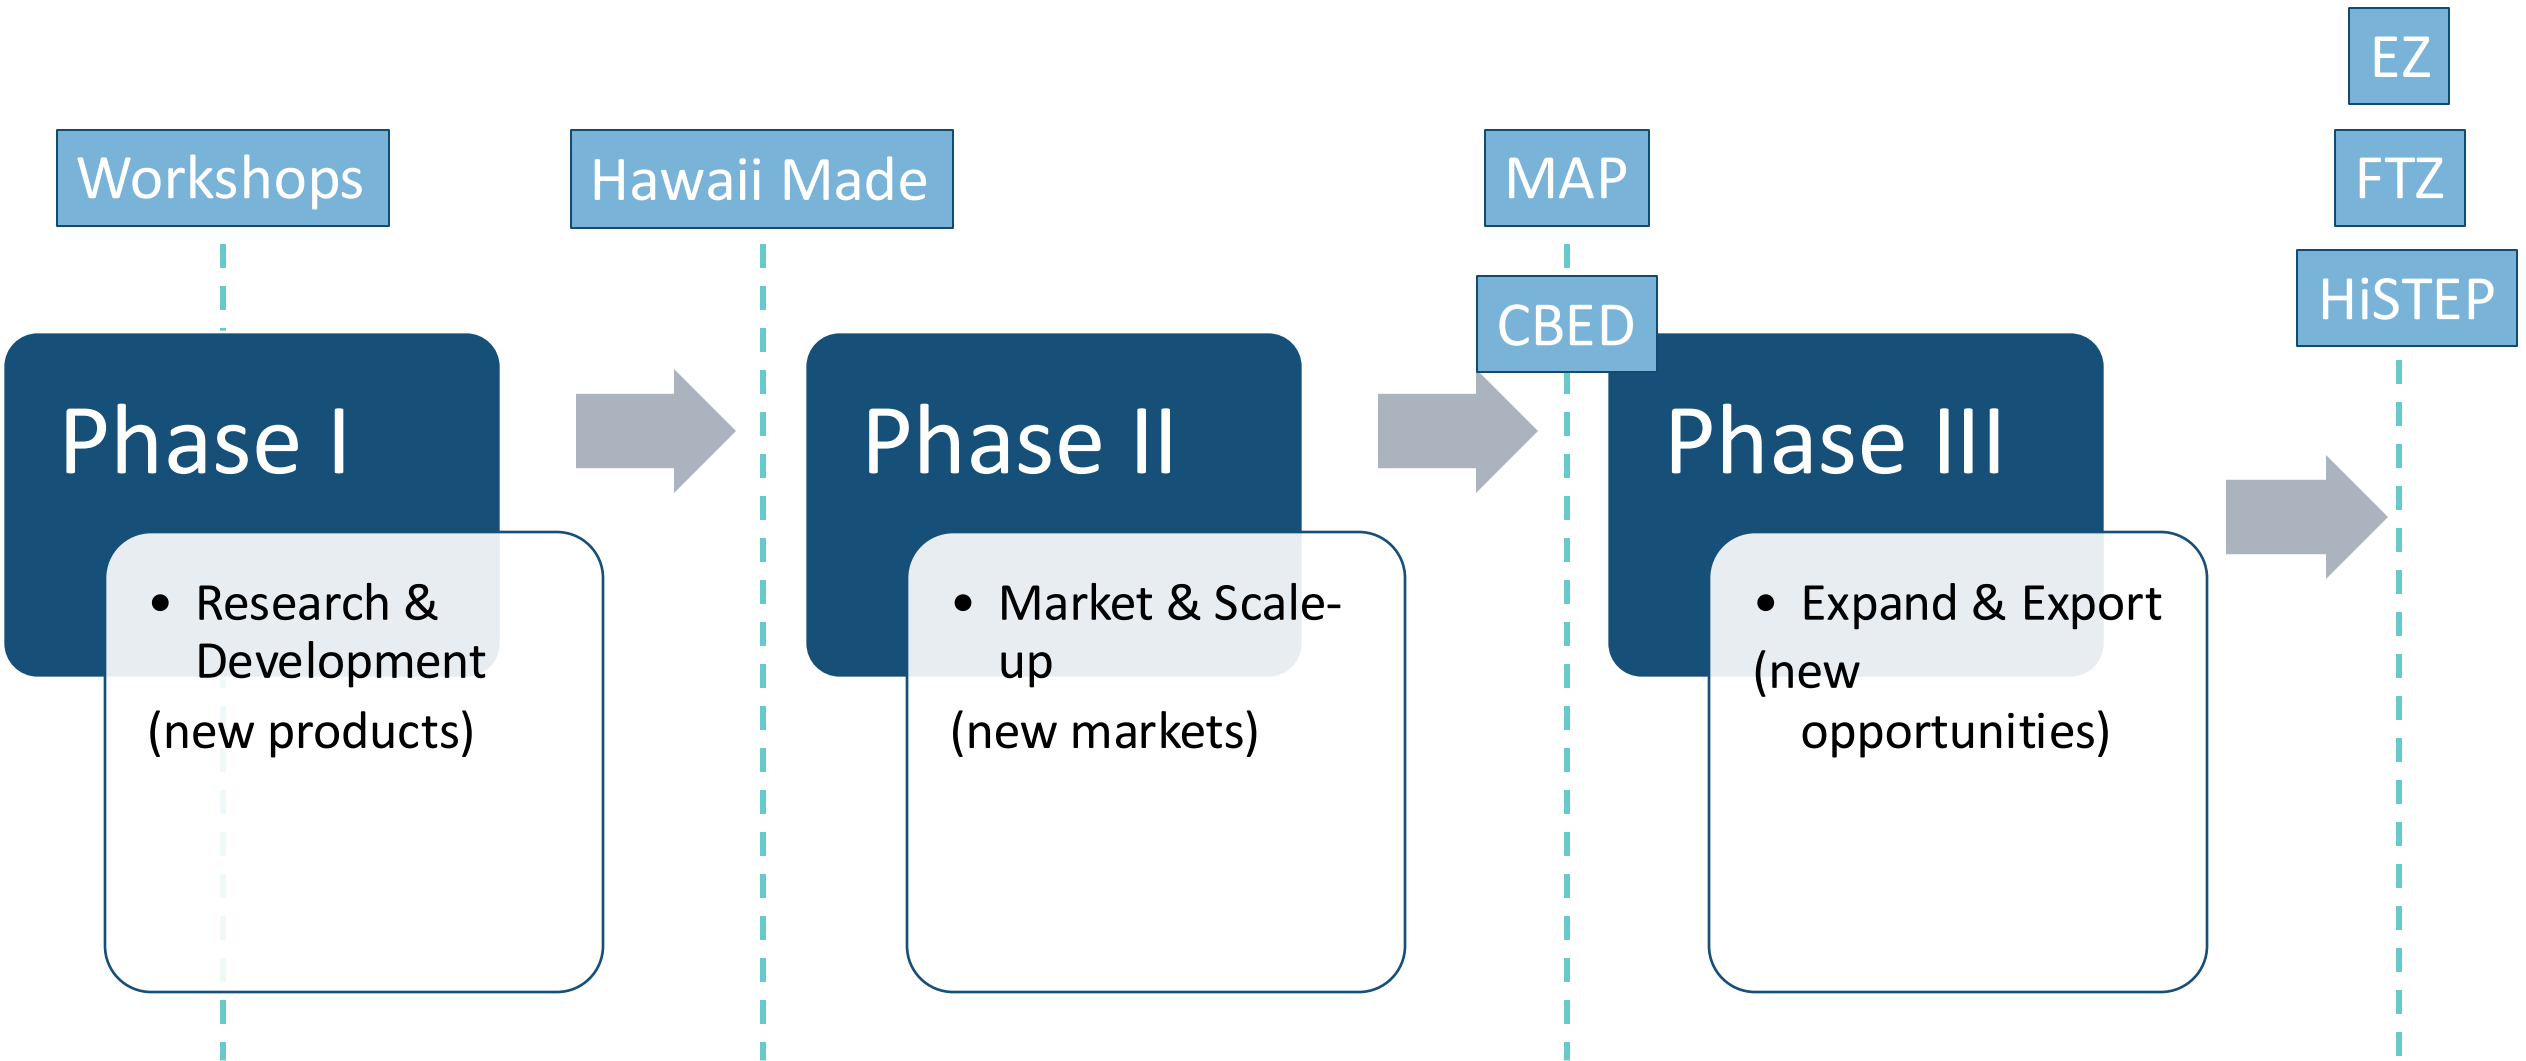 EZ
Workshops
Hawaii Made
MAP
FTZ
CBED
HiSTEP
Phase I
• Research &
Development
(new products)
Phase II
• Market & Scale-
up
(new markets)
Phase III
• Expand & Export
(new
opportunities)